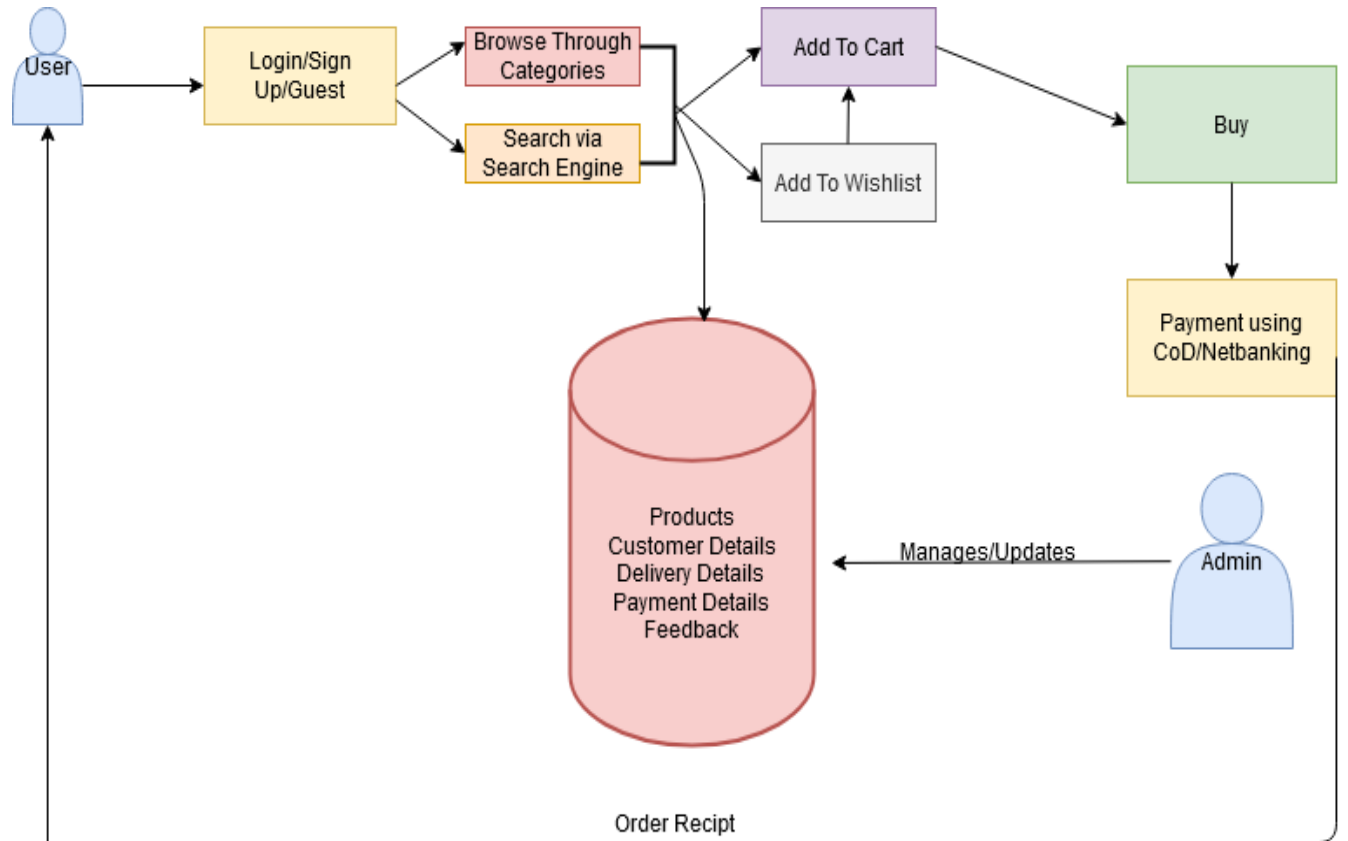 User
Login/Sign
Up/Guest
Browse Through
Categories
Search via
Search Engine
Add To Cart
Add To Wishlist
Buy
Payment using
CoD/Netbanking
Products
Customer Details
Delivery Details
Payment Details
Feedback
Manages/Updates
Admin
Order Recipt